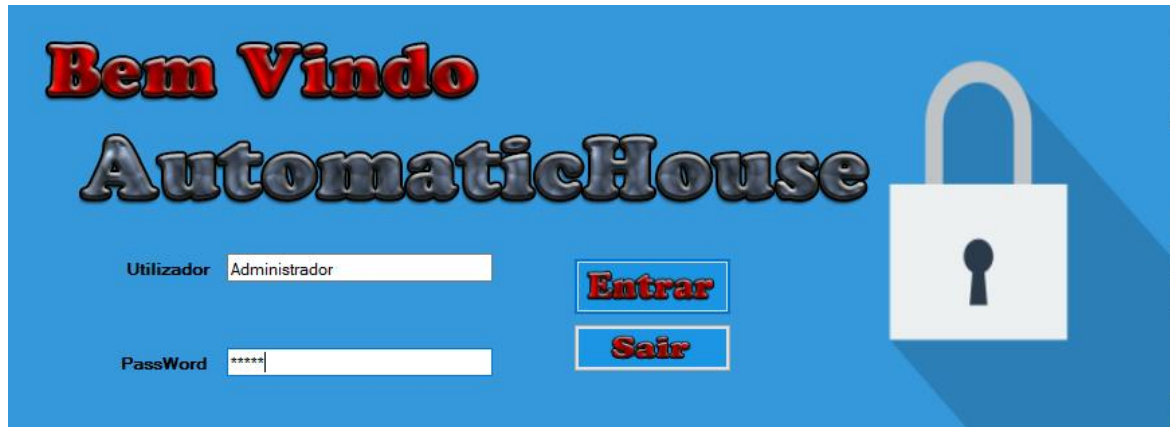 Bem Vindo
AutomaticHouse
Utilizador Administrador
Entrar
Sair
PassWord *****